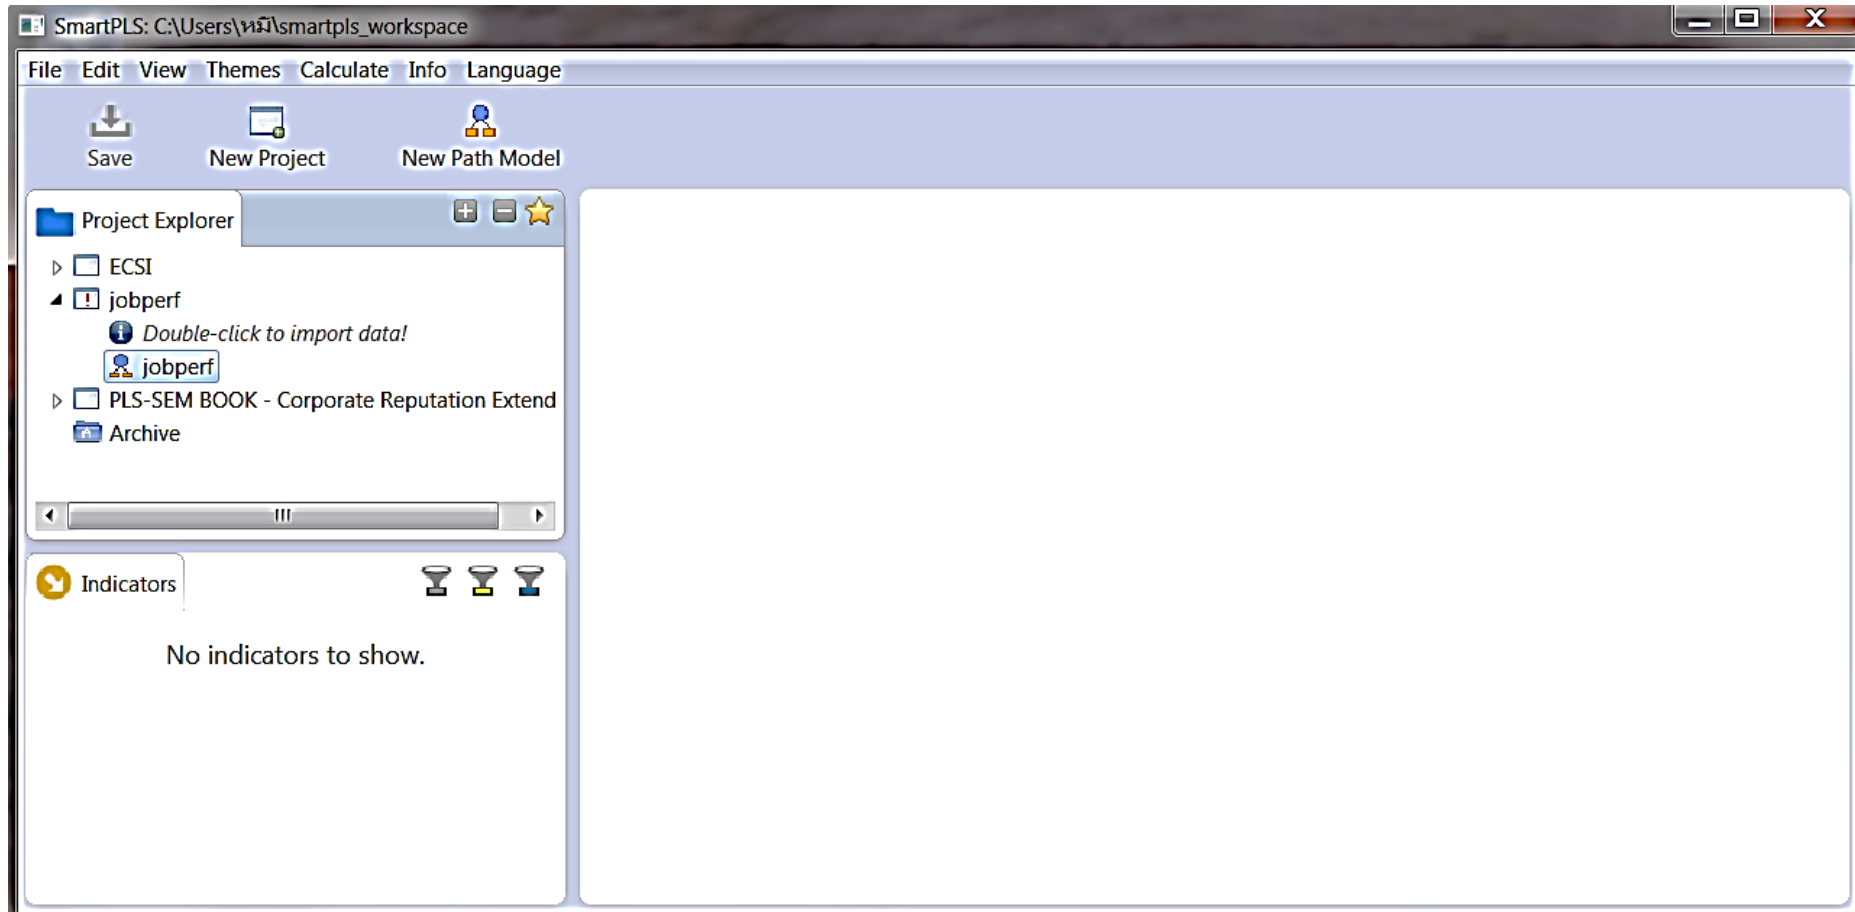 SmartPLS: C:\Users\หมี\smartpls_workspace
File Edit View Themes Calculate Info Language
Save New Project New Path Model
Project Explorer
ECSI
jobperf
Double-click to import data!
jobperf
PLS-SEM BOOK - Corporate Reputation Extend
Archive
Indicators
No indicators to show.